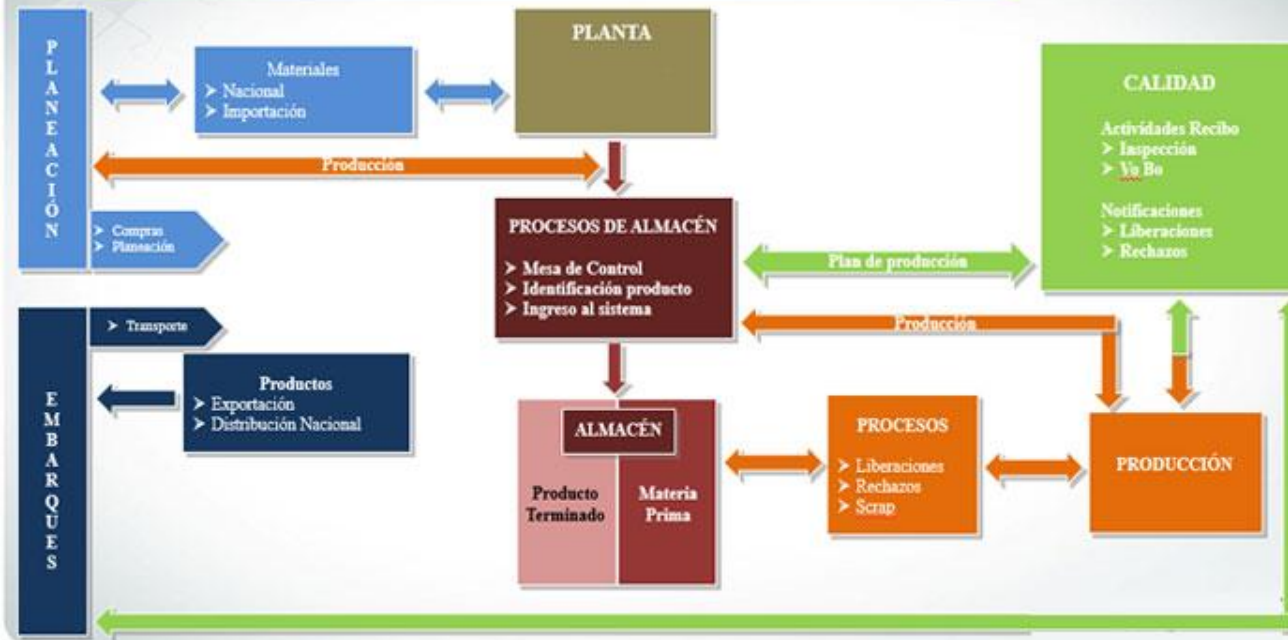 PLANEACIÓN
Materiales
➤ Nacional
➤ Importación
PLANTA
Producción
➤ Compras
➤ Planeación
PROCESOS DE ALMACÉN
➤ Mesa de Control
➤ Identificación producto
➤ Ingreso al sistema
CALIDAD
Actividades Recibo
➤ Inspección
➤ Vo Bo
Notificaciones
➤ Liberaciones
➤ Rechazos
Plan de producción
Producción
EMBARQUES
➤ Transporte
Productos
➤ Exportación
➤ Distribución Nacional
ALMACÉN
Producto
Terminado
Materia
Prima
PROCESOS
➤ Liberaciones
➤ Rechazos
➤ Scrap
PRODUCCIÓN